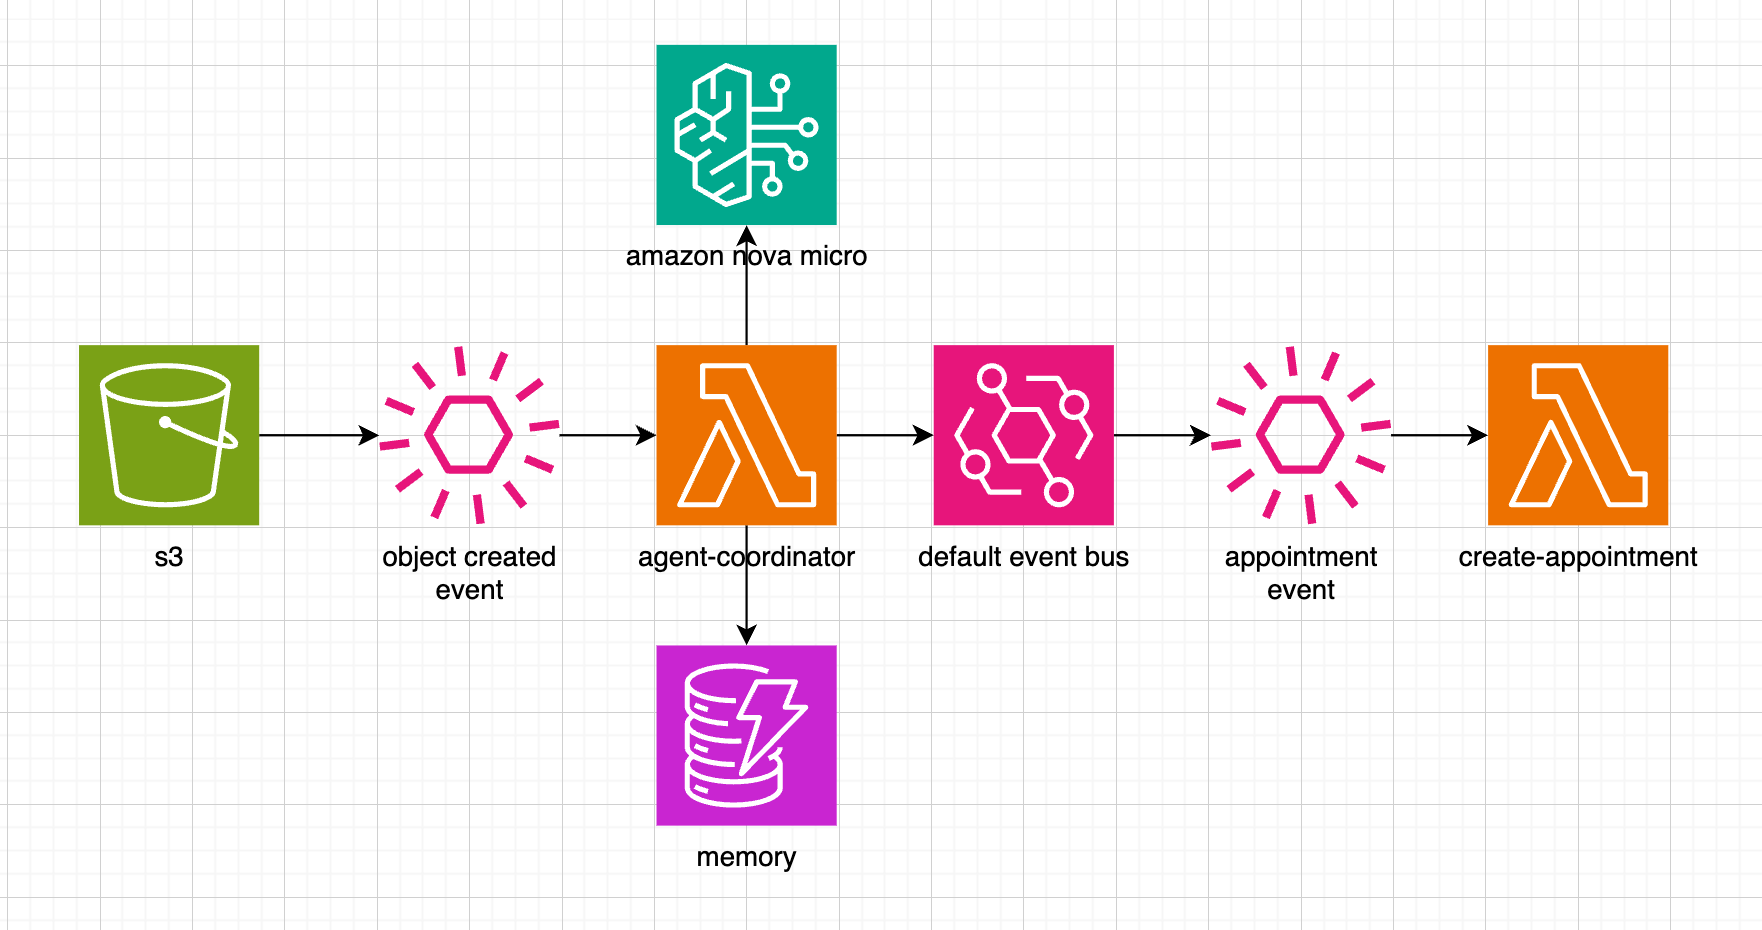 amazon nova micro
s3
object created
event
agent-coordinator
default event bus
appointment
event
create-appointment
memory